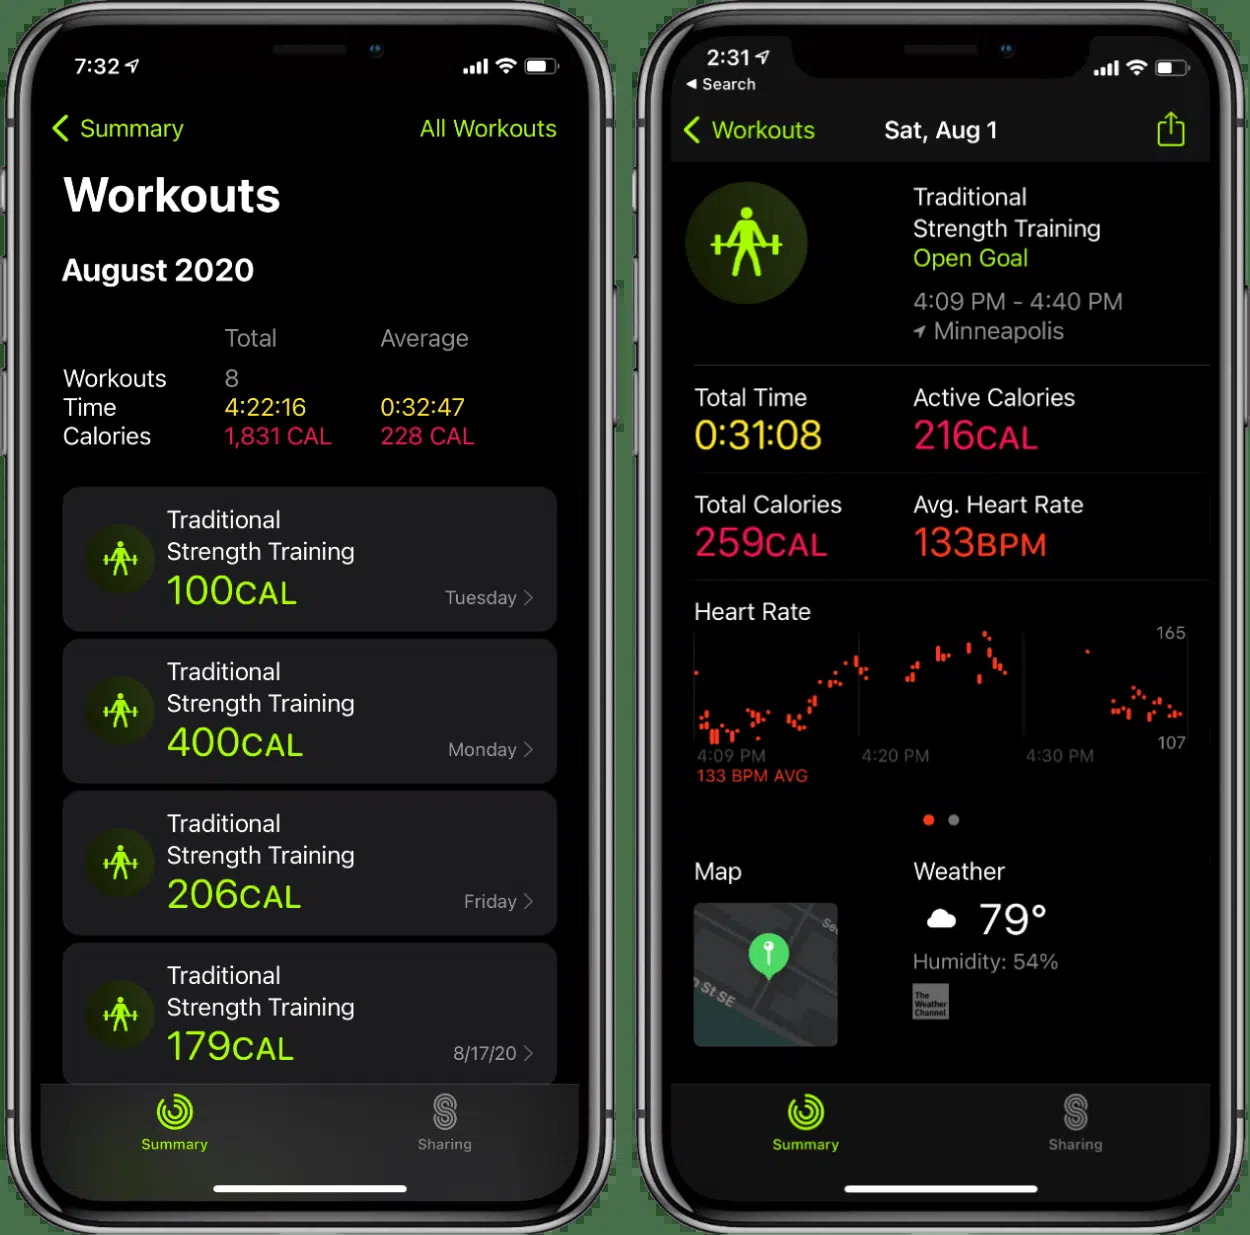 7:32
Summary
All Workouts
Workouts
August 2020
Total Average
Workouts 8
Time 4:22:16 0:32:47
Calories 1,831 CAL 228 CAL
Traditional
Strength Training
100CAL
Tuesday
Traditional
Strength Training
400CAL
Monday
Traditional
Strength Training
206CAL
Friday
Traditional
Strength Training
179CAL
8/17/20
Summary
Sharing
2:31
Search
Workouts
Sat, Aug 1
Traditional
Strength Training
Open Goal
4:09 PM - 4:40 PM
Minneapolis
Total Time
0:31:08
Active Calories
216CAL
Total Calories
259CAL
Avg. Heart Rate
133BPM
Heart Rate
165
107
4:09 PM 4:20 PM 4:30 PM
133 BPM AVG
Map
St SE
Weather
79°
Humidity: 54%
The
Weather
Channel
Summary
Sharing